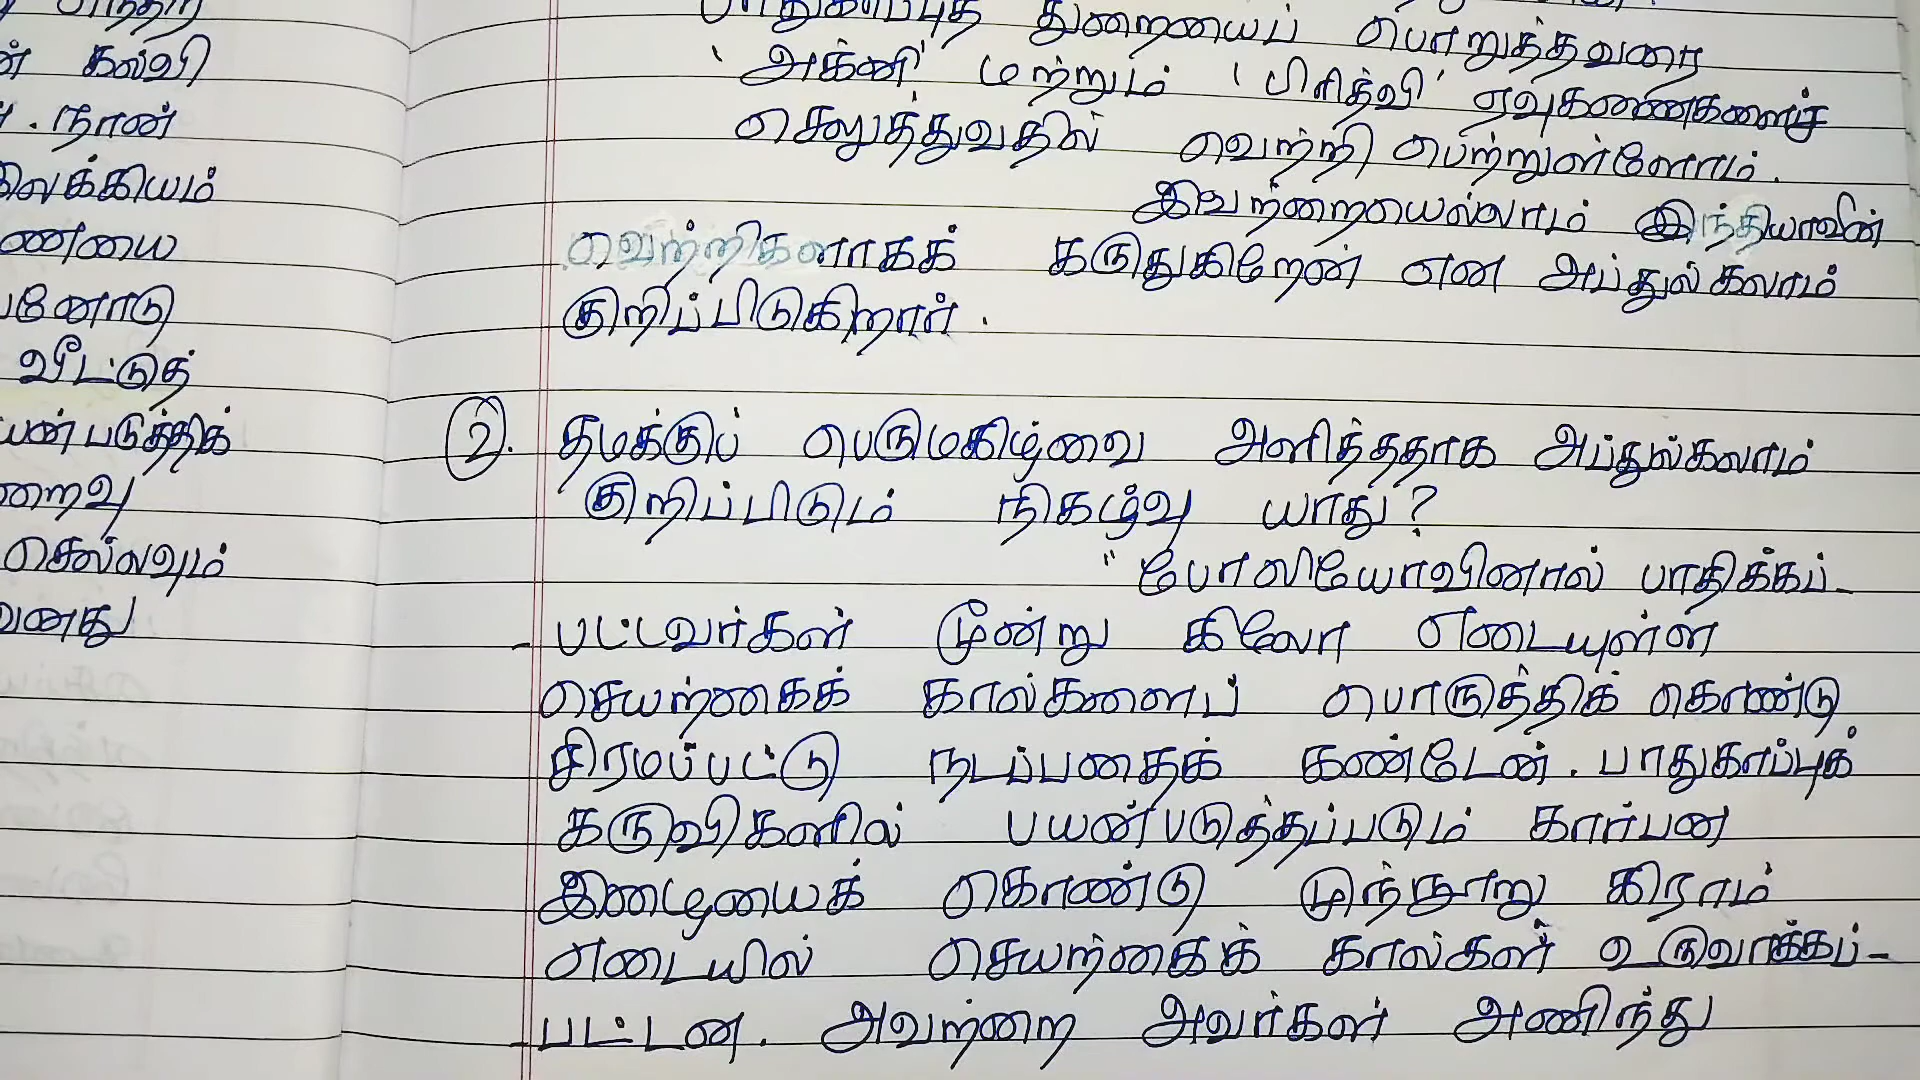 கல்வி
நான்
வீட்டுத்
செல்லவும்
துறையைப் பொறுத்தவரை
'அக்னி' மற்றும் 'பிரித்வி' ஏவுகணைகளைச்
செலுத்துவதில் வெற்றி பெற்றுள்ளோம்.
இவற்றையெல்லாம் இந்தியாவின்
வெற்றிகளாகக் கருதுகிறேன் என அப்துல்கலாம்
குறிப்பிடுகிறார்.
2. தமக்குப் பெருமகிழ்வை அளித்ததாக அப்துல்கலாம்
குறிப்பிடும் நிகழ்வு யாது?
"போலியோவினால் பாதிக்கப்-
-பட்டவர்கள் மூன்று கிலோ எடையுள்ள
செயற்கைக் கால்களைப் பொருத்திக் கொண்டு
சிரமப்பட்டு நடப்பதைக் கண்டேன். பாதுகாப்புக்
கருவிகளில் பயன்படுத்தப்படும் கார்பன
இழையைக் கொண்டு முந்நூறு கிராம்
எடையில் செயற்கைக் கால்கள் உருவாக்கப்-
-பட்டன. அவற்றை அவர்கள் அணிந்து